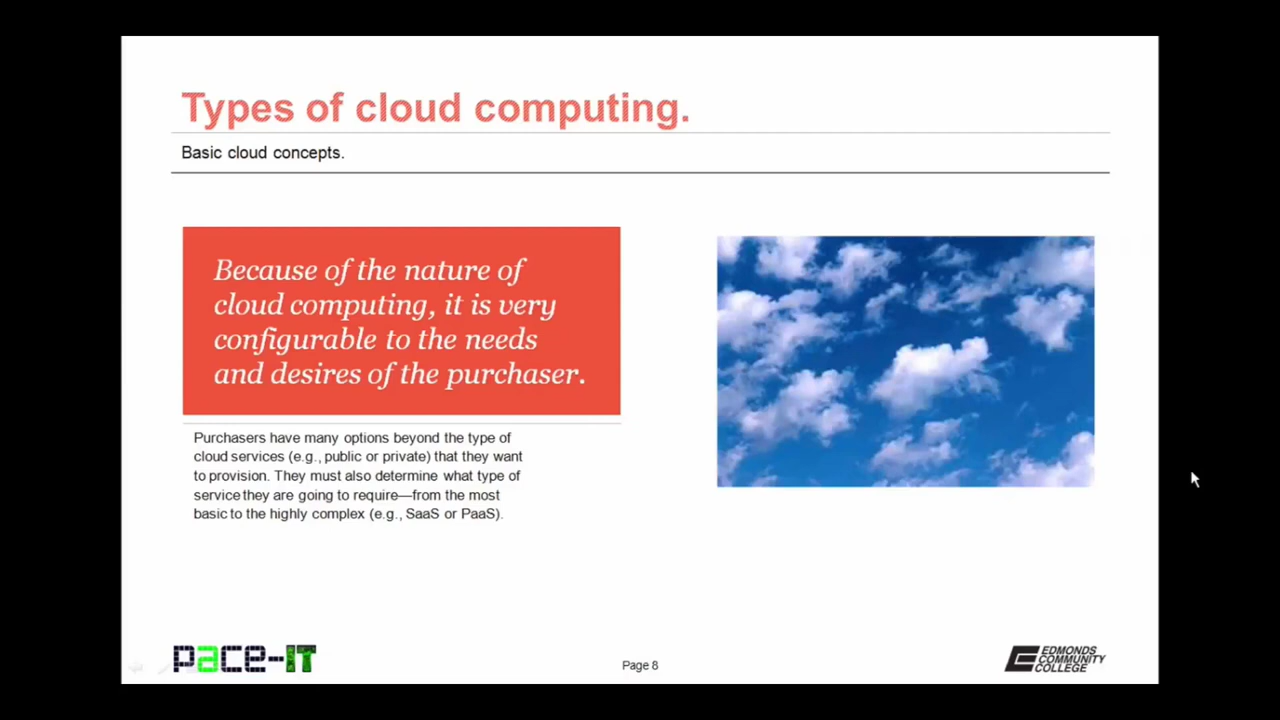 Types of cloud computing.
Basic cloud concepts.
Because of the nature of
cloud computing, it is very
configurable to the needs
and desires of the purchaser.
Purchasers have many options beyond the type of
cloud services (e.g., public or private) that they want
to provision. They must also determine what type of
service they are going to require—from the most
basic to the highly complex (e.g., SaaS or PaaS).
pace-IT
Page 8
EDMONDS
COMMUNITY
COLLEGE